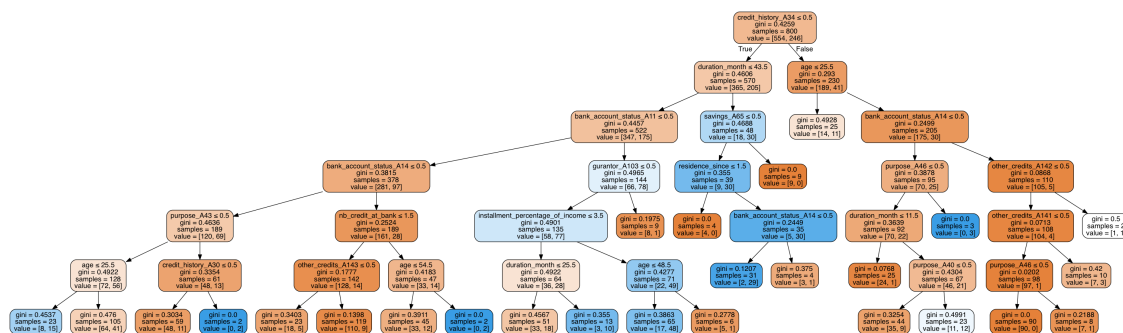 credit_history_A34 ≤ 0.5
gini = 0.4259
samples = 800
value = [554, 246]
True
False
duration_month ≤ 43.5
gini = 0.4606
samples = 570
value = [365, 205]
age ≤ 25.5
gini = 0.293
samples = 230
value = [189, 41]
bank_account_status_A11 ≤ 0.5
gini = 0.4457
samples = 522
value = [347, 175]
savings_A65 ≤ 0.5
gini = 0.4688
samples = 48
value = [18, 30]
gini = 0.4928
samples = 25
value = [14, 11]
bank_account_status_A14 ≤ 0.5
gini = 0.2499
samples = 205
value = [175, 30]
bank_account_status_A14 ≤ 0.5
gini = 0.3815
samples = 378
value = [281, 97]
gurantor_A103 ≤ 0.5
gini = 0.4965
samples = 144
value = [66, 78]
residence_since ≤ 1.5
gini = 0.355
samples = 39
value = [9, 30]
gini = 0.0
samples = 9
value = [9, 0]
purpose_A46 ≤ 0.5
gini = 0.3878
samples = 95
value = [70, 25]
other_credits_A142 ≤ 0.5
gini = 0.0868
samples = 110
value = [105, 5]
purpose_A43 ≤ 0.5
gini = 0.4636
samples = 189
value = [120, 69]
nb_credit_at_bank ≤ 1.5
gini = 0.2524
samples = 189
value = [161, 28]
installment_percentage_of_income ≤ 3.5
gini = 0.4901
samples = 135
value = [58, 77]
gini = 0.1975
samples = 9
value = [8, 1]
gini = 0.0
samples = 4
value = [4, 0]
bank_account_status_A14 ≤ 0.5
gini = 0.2449
samples = 35
value = [5, 30]
duration_month ≤ 11.5
gini = 0.3639
samples = 92
value = [70, 22]
gini = 0.0
samples = 3
value = [0, 3]
other_credits_A141 ≤ 0.5
gini = 0.0713
samples = 108
value = [104, 4]
gini = 0.5
samples = 2
value = [1, 1]
age ≤ 25.5
gini = 0.4922
samples = 128
value = [72, 56]
credit_history_A30 ≤ 0.5
gini = 0.3354
samples = 61
value = [48, 13]
other_credits_A143 ≤ 0.5
gini = 0.1777
samples = 142
value = [128, 14]
age ≤ 54.5
gini = 0.4183
samples = 47
value = [33, 14]
duration_month ≤ 25.5
gini = 0.4922
samples = 64
value = [36, 28]
age ≤ 48.5
gini = 0.4277
samples = 71
value = [22, 49]
gini = 0.1207
samples = 31
value = [2, 29]
gini = 0.375
samples = 4
value = [3, 1]
gini = 0.0768
samples = 25
value = [24, 1]
purpose_A40 ≤ 0.5
gini = 0.4304
samples = 67
value = [46, 21]
purpose_A46 ≤ 0.5
gini = 0.0202
samples = 98
value = [97, 1]
gini = 0.42
samples = 10
value = [7, 3]
gini = 0.4537
samples = 23
value = [8, 15]
gini = 0.476
samples = 105
value = [64, 41]
gini = 0.3034
samples = 59
value = [48, 11]
gini = 0.0
samples = 2
value = [0, 2]
gini = 0.3403
samples = 23
value = [18, 5]
gini = 0.1398
samples = 119
value = [110, 9]
gini = 0.3911
samples = 45
value = [33, 12]
gini = 0.0
samples = 2
value = [0, 2]
gini = 0.4567
samples = 51
value = [33, 18]
gini = 0.355
samples = 13
value = [3, 10]
gini = 0.3863
samples = 65
value = [17, 48]
gini = 0.2778
samples = 6
value = [5, 1]
gini = 0.3254
samples = 44
value = [35, 9]
gini = 0.4991
samples = 23
value = [11, 12]
gini = 0.0
samples = 90
value = [90, 0]
gini = 0.2188
samples = 8
value = [7, 1]